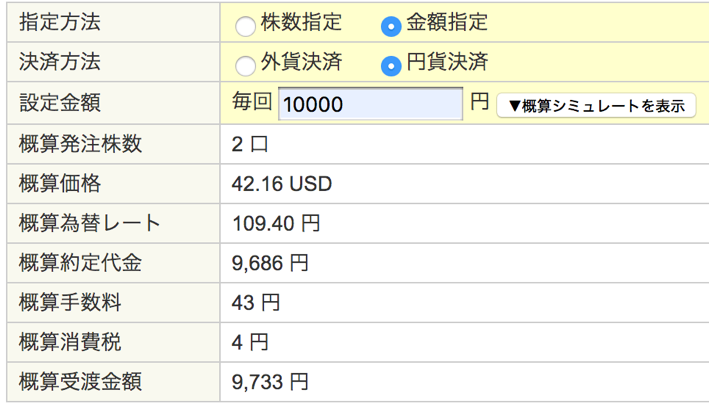 指定方法 株数指定 金額指定
決済方法 外貨決済 円貨決済
設定金額 毎回 10000 円 ▼概算シミュレートを表示
概算発注株数 2 口
概算価格 42.16 USD
概算為替レート 109.40 円
概算約定代金 9,686 円
概算手数料 43 円
概算消費税 4 円
概算受渡金額 9,733 円